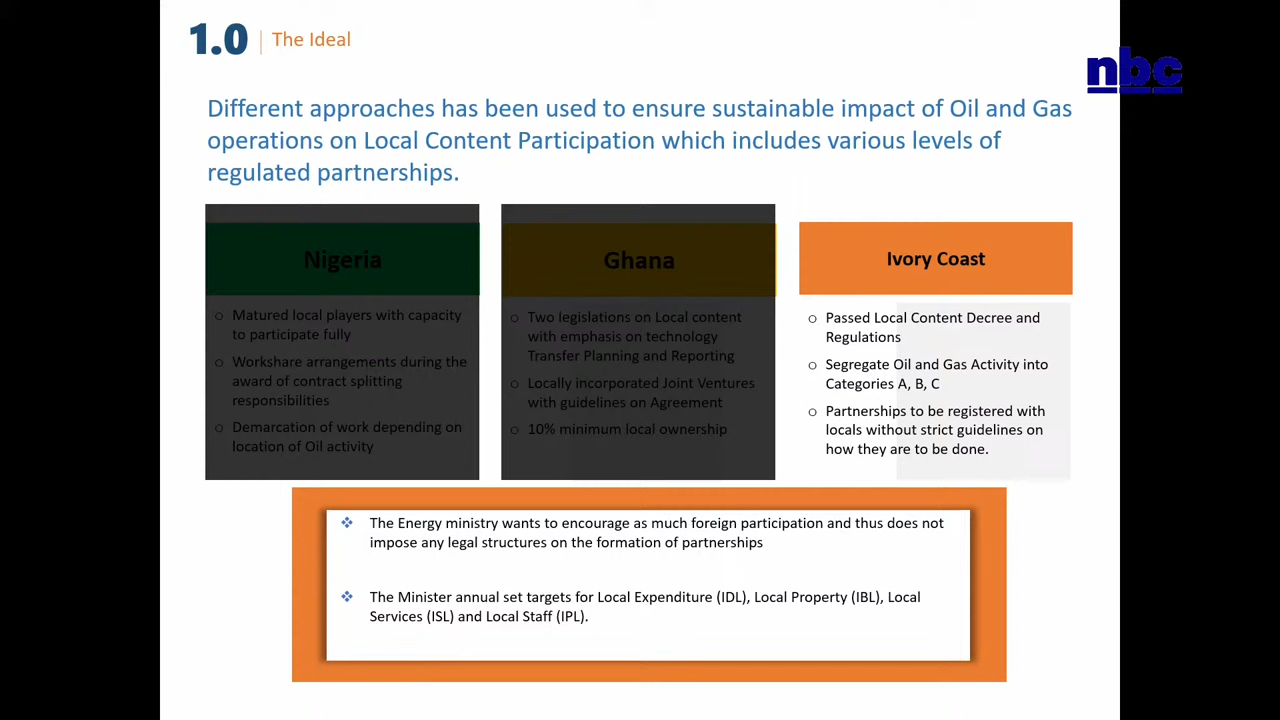 1.0 | The Ideal
nbc
Different approaches has been used to ensure sustainable impact of Oil and Gas
operations on Local Content Participation which includes various levels of
regulated partnerships.
Nigeria
o Matured local players with capacity
to participate fully
o Workshare arrangements during the
award of contract splitting
responsibilities
o Demarcation of work depending on
location of Oil activity
Ghana
o Two legislations on Local content
with emphasis on technology
Transfer Planning and Reporting
o Locally incorporated Joint Ventures
with guidelines on Agreement
o 10% minimum local ownership
Ivory Coast
o Passed Local Content Decree and
Regulations
o Segregate Oil and Gas Activity into
Categories A, B, C
o Partnerships to be registered with
locals without strict guidelines on
how they are to be done.
❖ The Energy ministry wants to encourage as much foreign participation and thus does not
impose any legal structures on the formation of partnerships
❖ The Minister annual set targets for Local Expenditure (IDL), Local Property (IBL), Local
Services (ISL) and Local Staff (IPL).